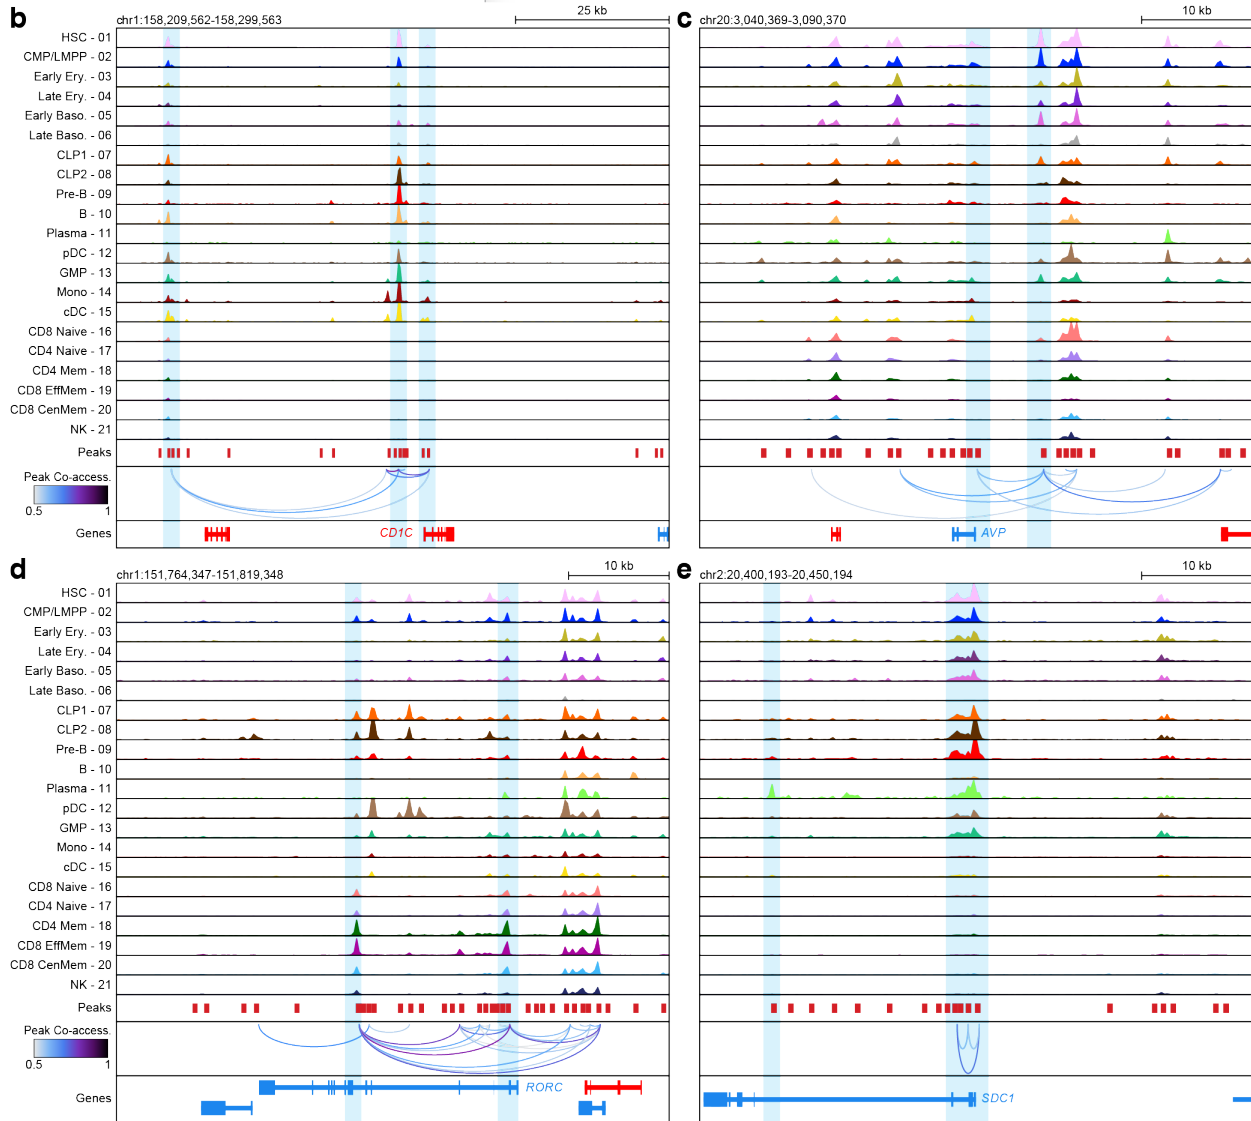 b
chr1:158,209,562-158,299,563
25 kb
HSC - 01
CMP/LMPP - 02
Early Ery. - 03
Late Ery. - 04
Early Baso. - 05
Late Baso. - 06
CLP1 - 07
CLP2 - 08
Pre-B - 09
B - 10
Plasma - 11
pDC - 12
GMP - 13
Mono - 14
cDC - 15
CD8 Naive - 16
CD4 Naive - 17
CD4 Mem - 18
CD8 EffMem - 19
CD8 CenMem - 20
NK - 21
Peaks
Peak Co-access.
0.5 1
Genes
CD1C
c
chr20:3,040,369-3,090,370
10 kb
AVP
d
chr1:151,764,347-151,819,348
10 kb
HSC - 01
CMP/LMPP - 02
Early Ery. - 03
Late Ery. - 04
Early Baso. - 05
Late Baso. - 06
CLP1 - 07
CLP2 - 08
Pre-B - 09
B - 10
Plasma - 11
pDC - 12
GMP - 13
Mono - 14
cDC - 15
CD8 Naive - 16
CD4 Naive - 17
CD4 Mem - 18
CD8 EffMem - 19
CD8 CenMem - 20
NK - 21
Peaks
Peak Co-access.
0.5 1
Genes
RORC
e
chr2:20,400,193-20,450,194
10 kb
SDC1